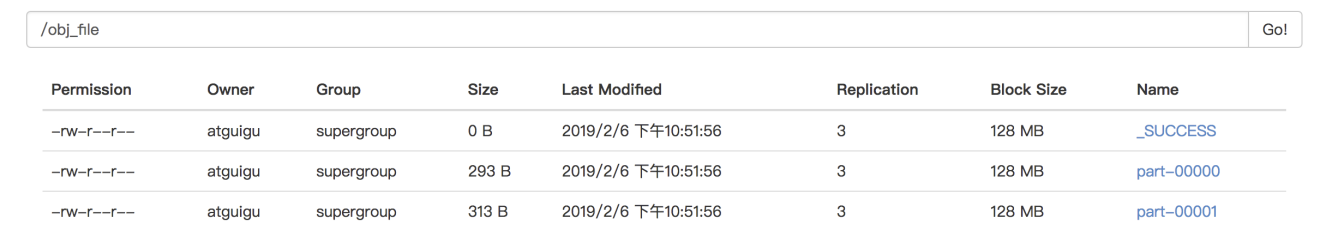 /obj_file Go!
Permission Owner Group Size Last Modified Replication Block Size Name
-rw-r--r-- atguigu supergroup 0 B 2019/2/6 下午10:51:56 3 128 MB _SUCCESS
-rw-r--r-- atguigu supergroup 293 B 2019/2/6 下午10:51:56 3 128 MB part-00000
-rw-r--r-- atguigu supergroup 313 B 2019/2/6 下午10:51:56 3 128 MB part-00001